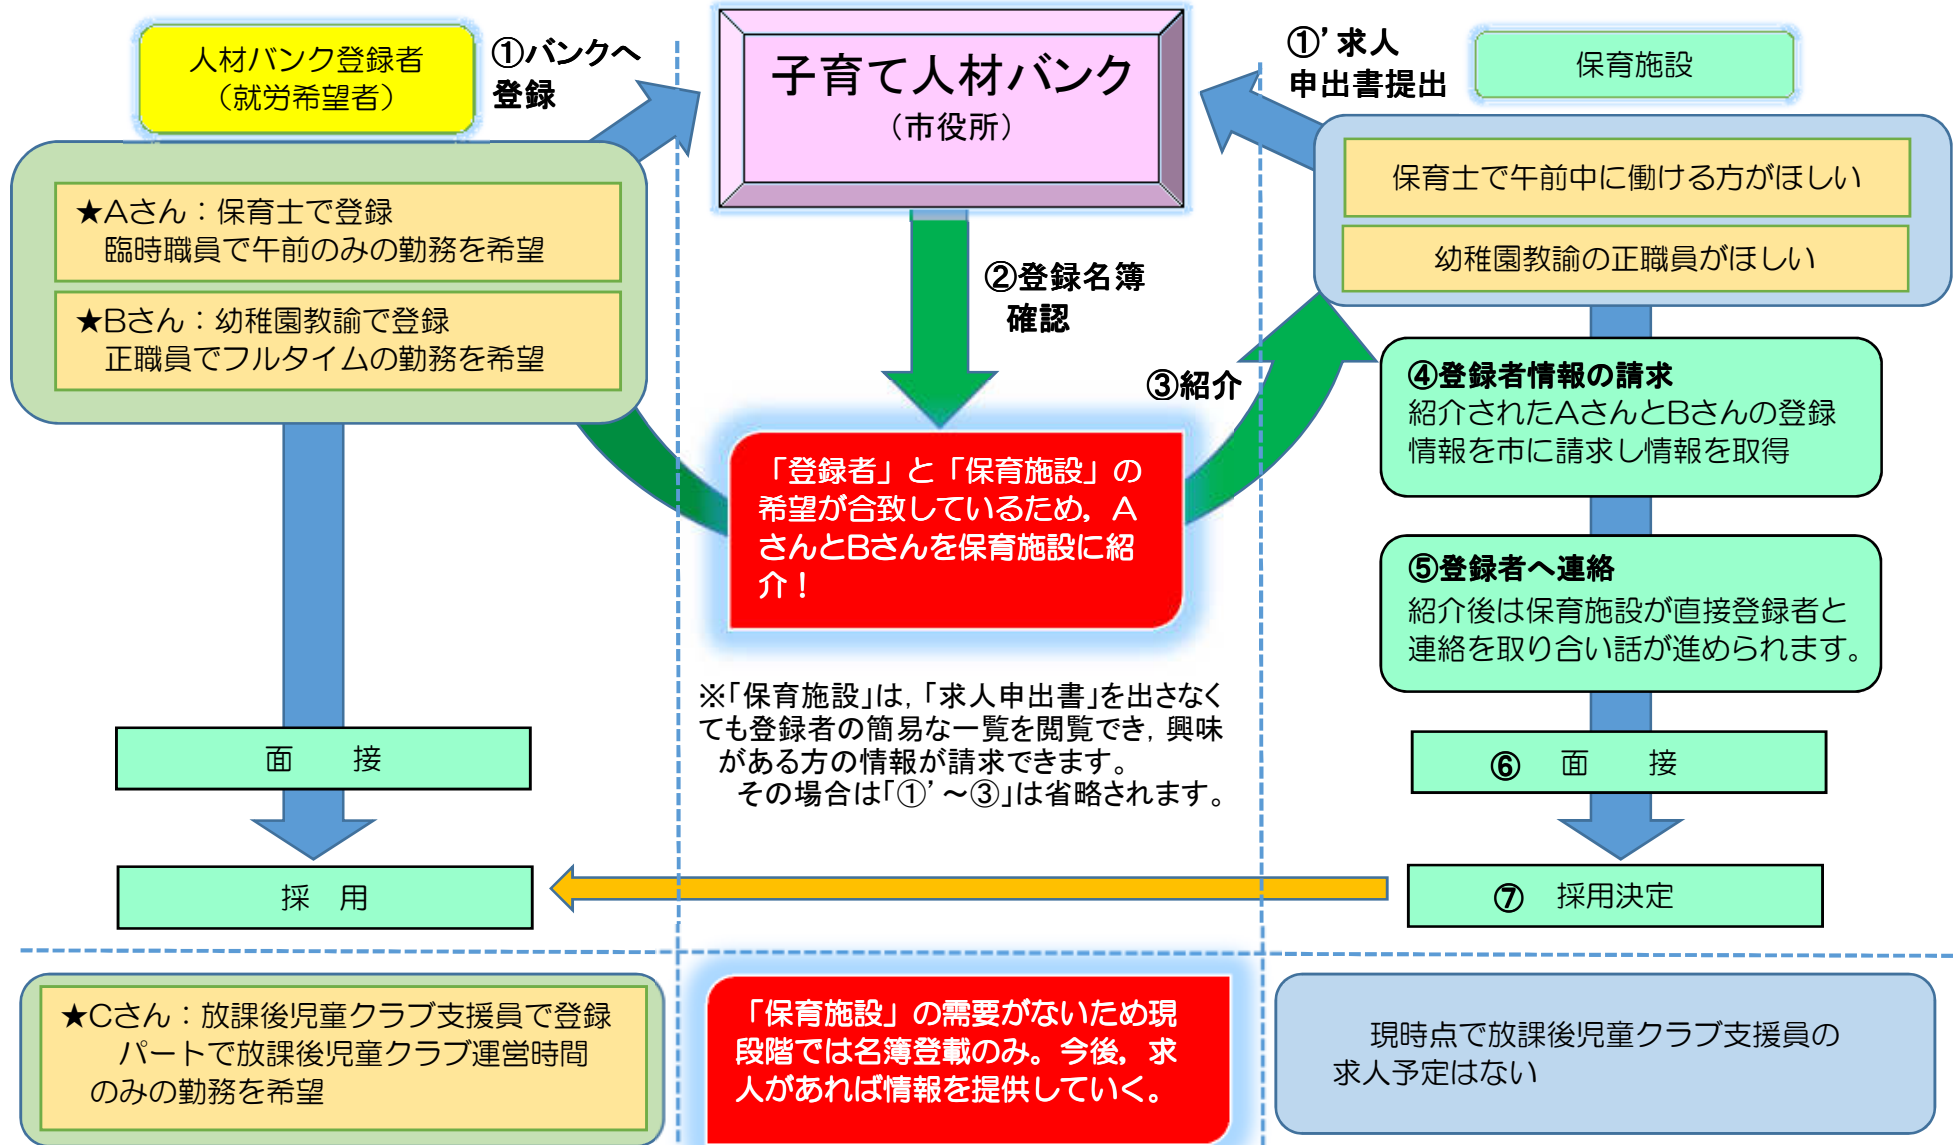 人材バンク登録者
（就労希望者）
①バンクへ
登録
子育て人材バンク
（市役所）
①’求人
申出書提出
保育施設
★Aさん：保育士で登録
臨時職員で午前のみの勤務を希望
★Bさん：幼稚園教諭で登録
正職員でフルタイムの勤務を希望
保育士で午前中に働ける方がほしい
幼稚園教諭の正職員がほしい
②登録名簿
確認
③紹介
「登録者」と「保育施設」の
希望が合致しているため，A
さんとBさんを保育施設に紹
介！
④登録者情報の請求
紹介されたAさんとBさんの登録
情報を市に請求し情報を取得
⑤登録者へ連絡
紹介後は保育施設が直接登録者と
連絡を取り合い話が進められます。
※「保育施設」は，「求人申出書」を出さなく
ても登録者の簡易な一覧を閲覧でき，興味
がある方の情報が請求できます。
その場合は「①’～③」は省略されます。
面　接
⑥　面　接
採　用
⑦　採用決定
★Cさん：放課後児童クラブ支援員で登録
パートで放課後児童クラブ運営時間
のみの勤務を希望
「保育施設」の需要がないため現
段階では名簿登載のみ。今後，求
人があれば情報を提供していく。
現時点で放課後児童クラブ支援員の
求人予定はない